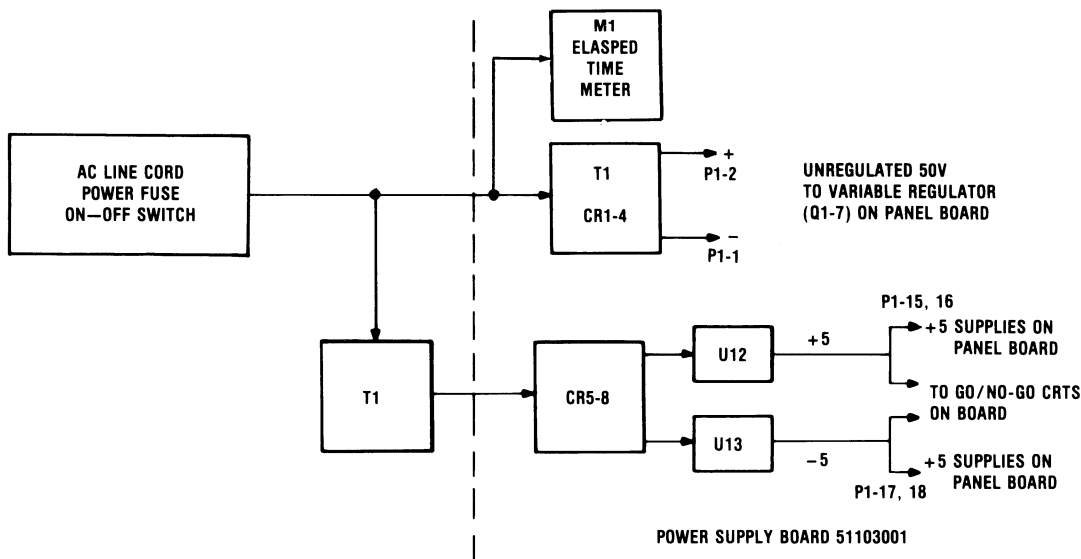 M1
ELASPED
TIME
METER
AC LINE CORD
POWER FUSE
ON—OFF SWITCH
T1
CR1-4
+
P1-2
−
P1-1
UNREGULATED 50V
TO VARIABLE REGULATOR
(Q1-7) ON PANEL BOARD
T1
CR5-8
U12
+5
U13
−5
P1-15, 16
+5 SUPPLIES ON
PANEL BOARD
TO GO/NO-GO CRTS
ON BOARD
+5 SUPPLIES ON
PANEL BOARD
P1-17, 18
POWER SUPPLY BOARD 51103001